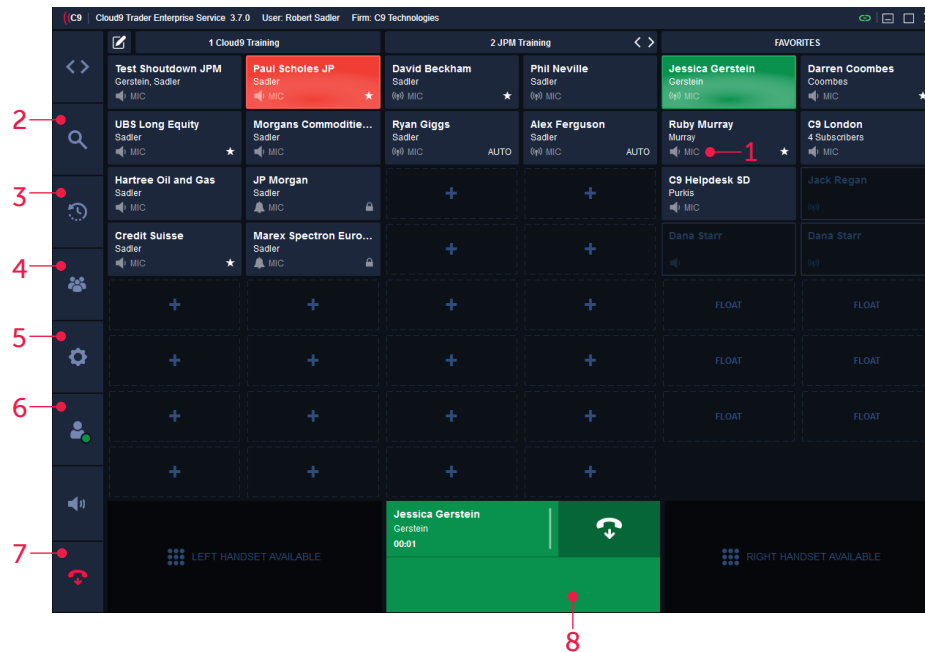 C9 Cloud9 Trader Enterprise Service 3.7.0 User: Robert Sadler Firm: C9 Technologies
1 Cloud9 Training 2 JPM Training FAVORITES
Test Shoutdown JPM Paul Scholes JP David Beckham Phil Neville Jessica Gerstein Darren Coombes
Gerstein, Sadler Sadler Sadler Sadler Gerstein Coombes
MIC MIC MIC MIC MIC MIC
2
UBS Long Equity Morgans Commoditie... Ryan Giggs Alex Ferguson Ruby Murray C9 London
Sadler Sadler Sadler Sadler Murray 4 Subscribers
MIC MIC MIC AUTO MIC AUTO MIC 1 MIC
3
Hartree Oil and Gas JP Morgan C9 Helpdesk SD Jack Regan
Sadler Sadler Purkis
MIC MIC MIC
4
Credit Suisse Marex Spectron Euro... Dana Starr Dana Starr
Sadler Sadler
MIC MIC
FLOAT FLOAT
5
FLOAT FLOAT
6
FLOAT FLOAT
Jessica Gerstein
Gerstein
00:01
7
LEFT HANDSET AVAILABLE RIGHT HANDSET AVAILABLE
8